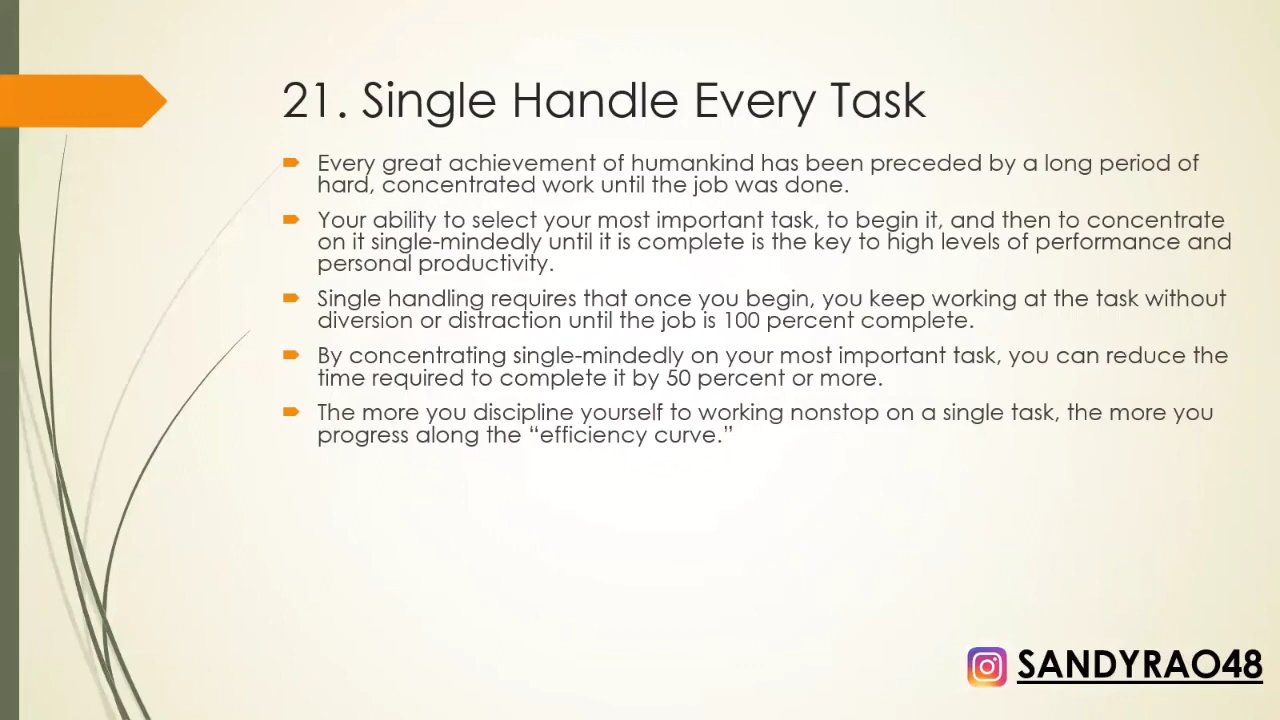 21. Single Handle Every Task
Every great achievement of humankind has been preceded by a long period of
hard, concentrated work until the job was done.
Your ability to select your most important task, to begin it, and then to concentrate
on it single-mindedly until it is complete is the key to high levels of performance and
personal productivity.
Single handling requires that once you begin, you keep working at the task without
diversion or distraction until the job is 100 percent complete.
By concentrating single-mindedly on your most important task, you can reduce the
time required to complete it by 50 percent or more.
The more you discipline yourself to working nonstop on a single task, the more you
progress along the “efficiency curve.”
SANDYRAO48